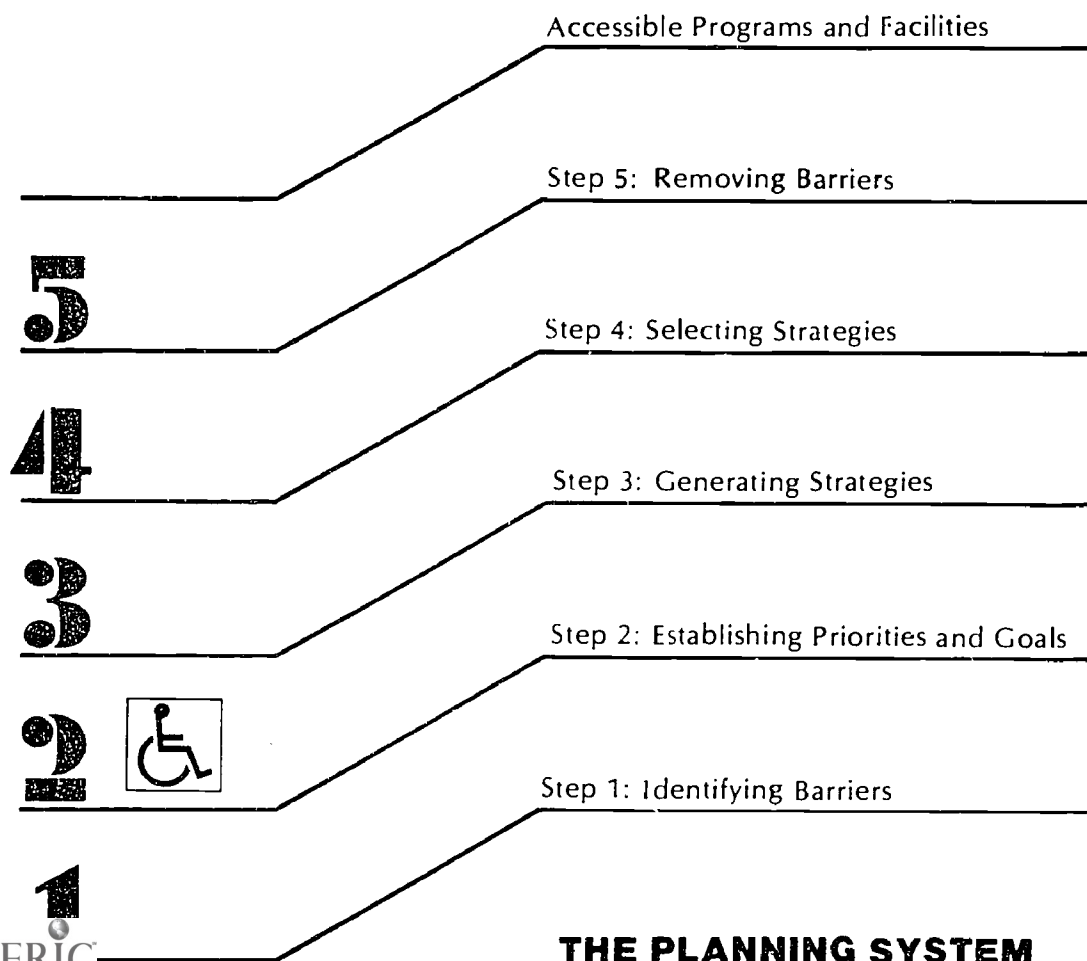 Accessible Programs and Facilities
Step 5: Removing Barriers
5
Step 4: Selecting Strategies
4
Step 3: Generating Strategies
3
Step 2: Establishing Priorities and Goals
2
Step 1: Identifying Barriers
1
ERIC
THE PLANNING SYSTEM